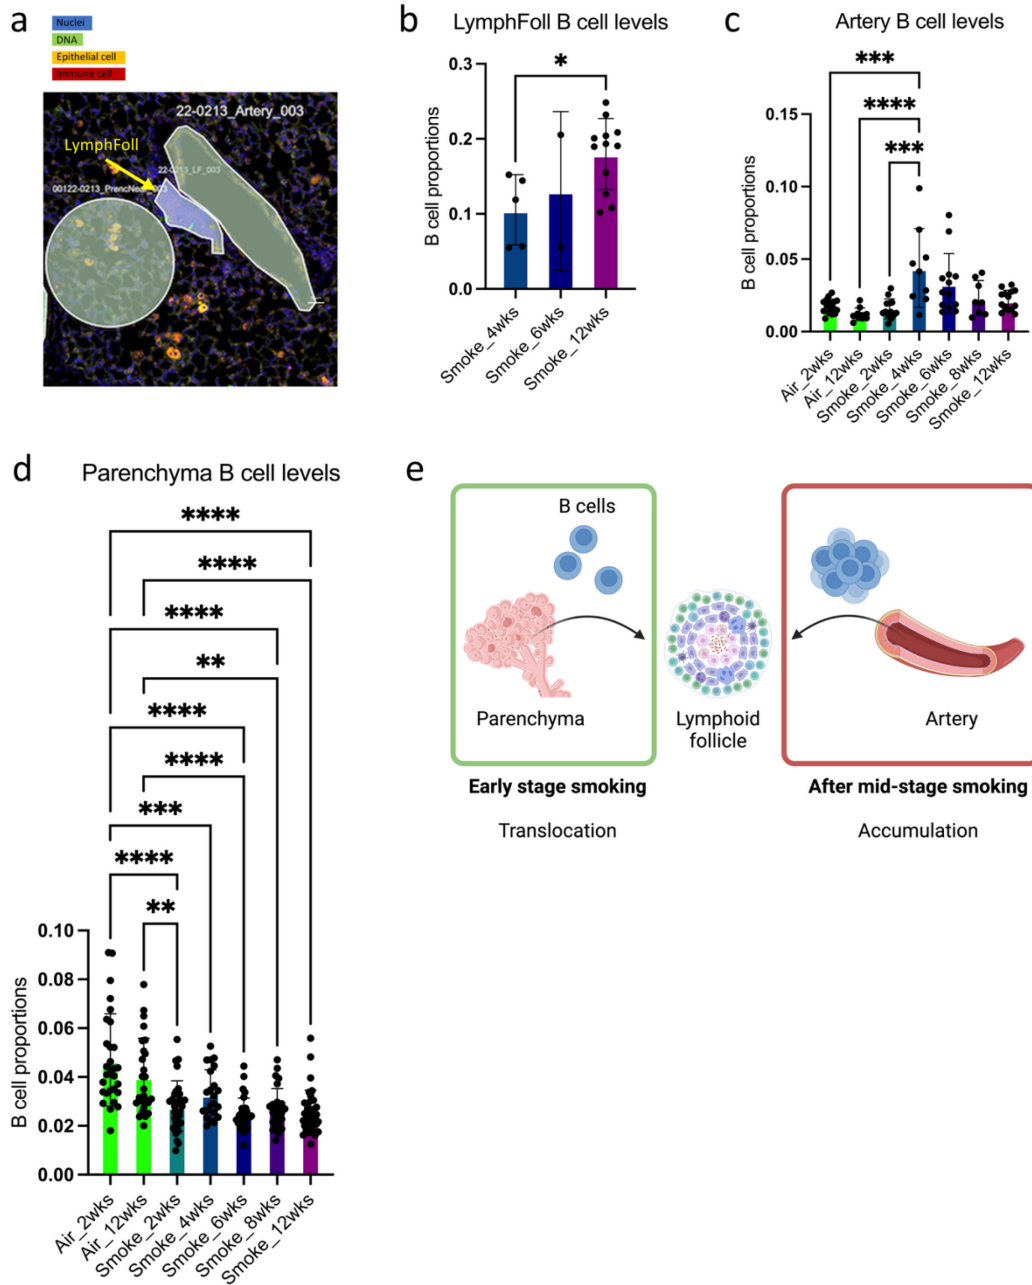 a
Nuclei
DNA
Epithelial cell
Immune cell
22-0213_Artery_003
LymphFoll
22-0213_LF_003
b
LymphFoll B cell levels
*
0.3
0.2
0.1
0.0
B cell proportions
Smoke_4wks
Smoke_6wks
Smoke_12wks
c
Artery B cell levels
***
****
***
0.15
0.10
0.05
0.00
B cell proportions
Air_2wks
Air_12wks
Smoke_2wks
Smoke_4wks
Smoke_6wks
Smoke_8wks
Smoke_12wks
d
Parenchyma B cell levels
****
****
****
**
****
****
***
****
**
0.10
0.08
0.06
0.04
0.02
0.00
B cell proportions
Air_2wks
Air_12wks
Smoke_2wks
Smoke_4wks
Smoke_6wks
Smoke_8wks
Smoke_12wks
e
B cells
Parenchyma
Lymphoid
follicle
Artery
Early stage smoking
After mid-stage smoking
Translocation
Accumulation